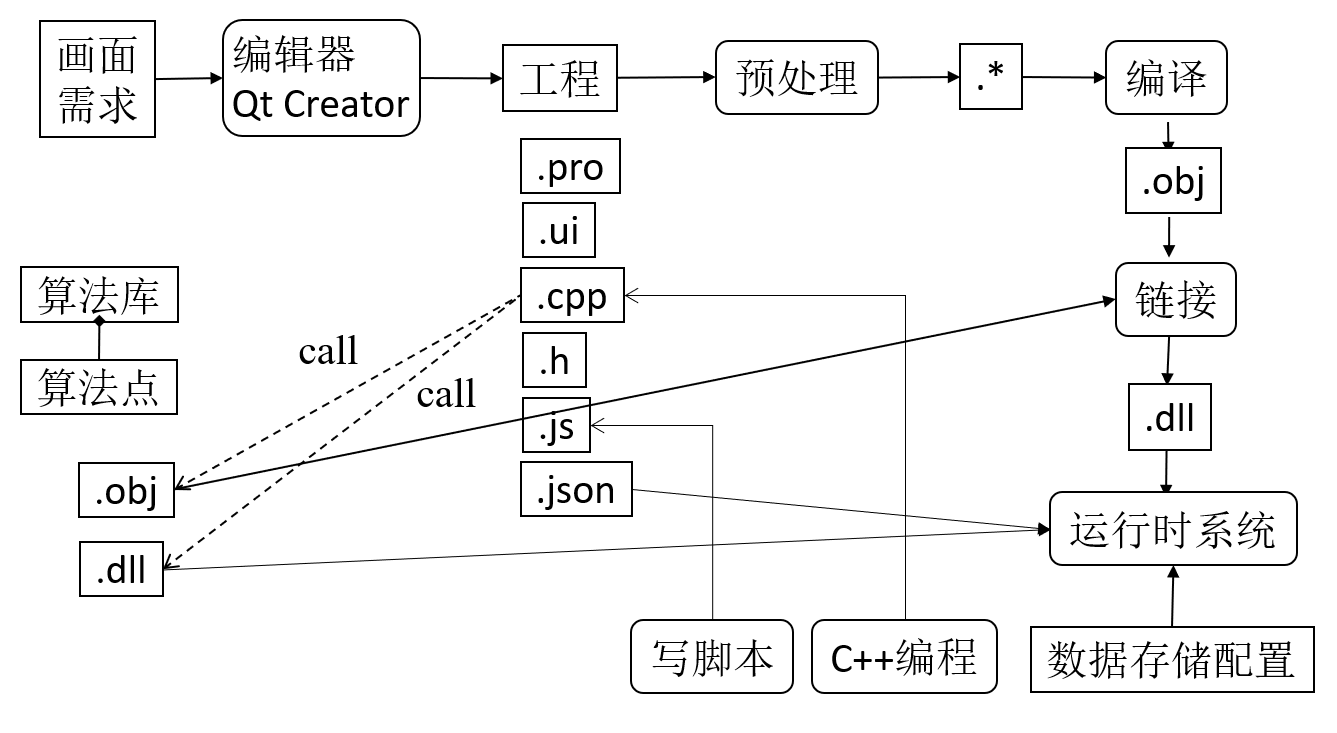 画面
需求
编辑器
Qt Creator
工程
预处理
.*
编译
.pro
.ui
.cpp
.h
.js
.json
.obj
链接
.dll
运行时系统
算法库
算法点
call
call
.obj
.dll
写脚本
C++编程
数据存储配置